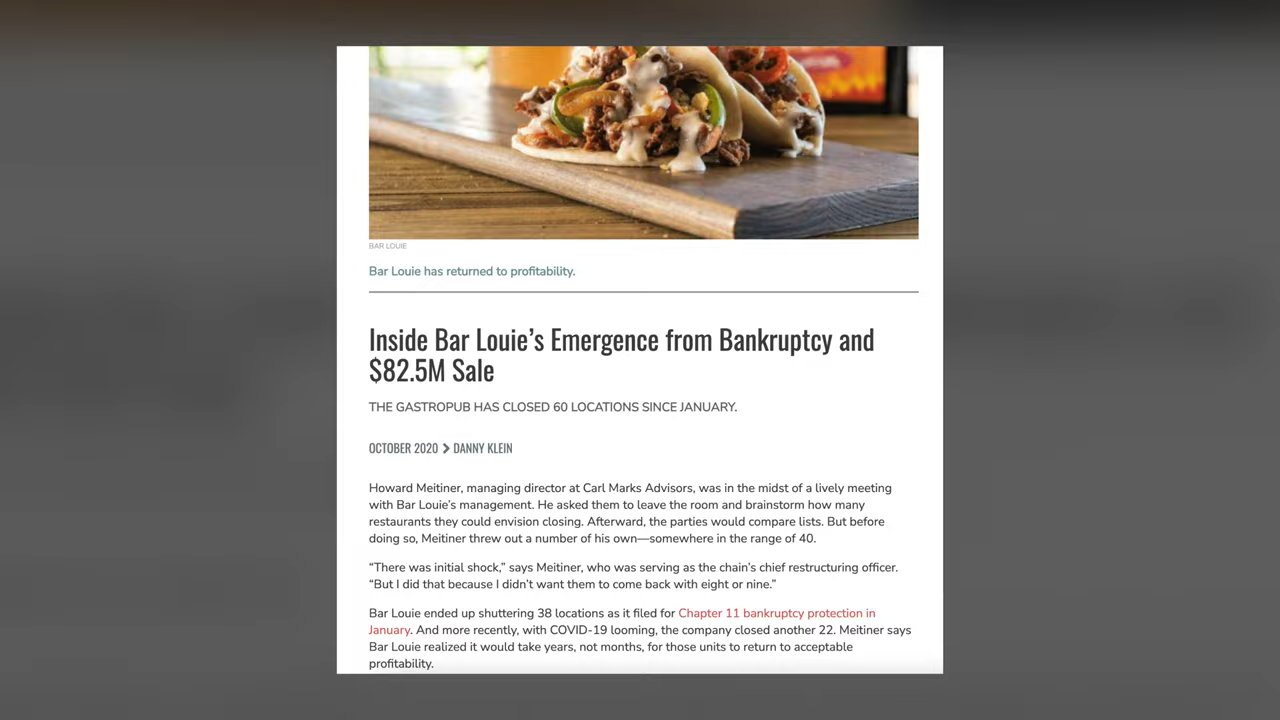 BAR LOUIE
Bar Louie has returned to profitability.
Inside Bar Louie’s Emergence from Bankruptcy and
$82.5M Sale
THE GASTROPUB HAS CLOSED 60 LOCATIONS SINCE JANUARY.
OCTOBER 2020 > DANNY KLEIN
Howard Meitiner, managing director at Carl Marks Advisors, was in the midst of a lively meeting
with Bar Louie’s management. He asked them to leave the room and brainstorm how many
restaurants they could envision closing. Afterward, the parties would compare lists. But before
doing so, Meitiner threw out a number of his own—somewhere in the range of 40.
“There was initial shock,” says Meitiner, who was serving as the chain’s chief restructuring officer.
“But I did that because I didn’t want them to come back with eight or nine.”
Bar Louie ended up shuttering 38 locations as it filed for Chapter 11 bankruptcy protection in
January. And more recently, with COVID-19 looming, the company closed another 22. Meitiner says
Bar Louie realized it would take years, not months, for those units to return to acceptable
profitability.